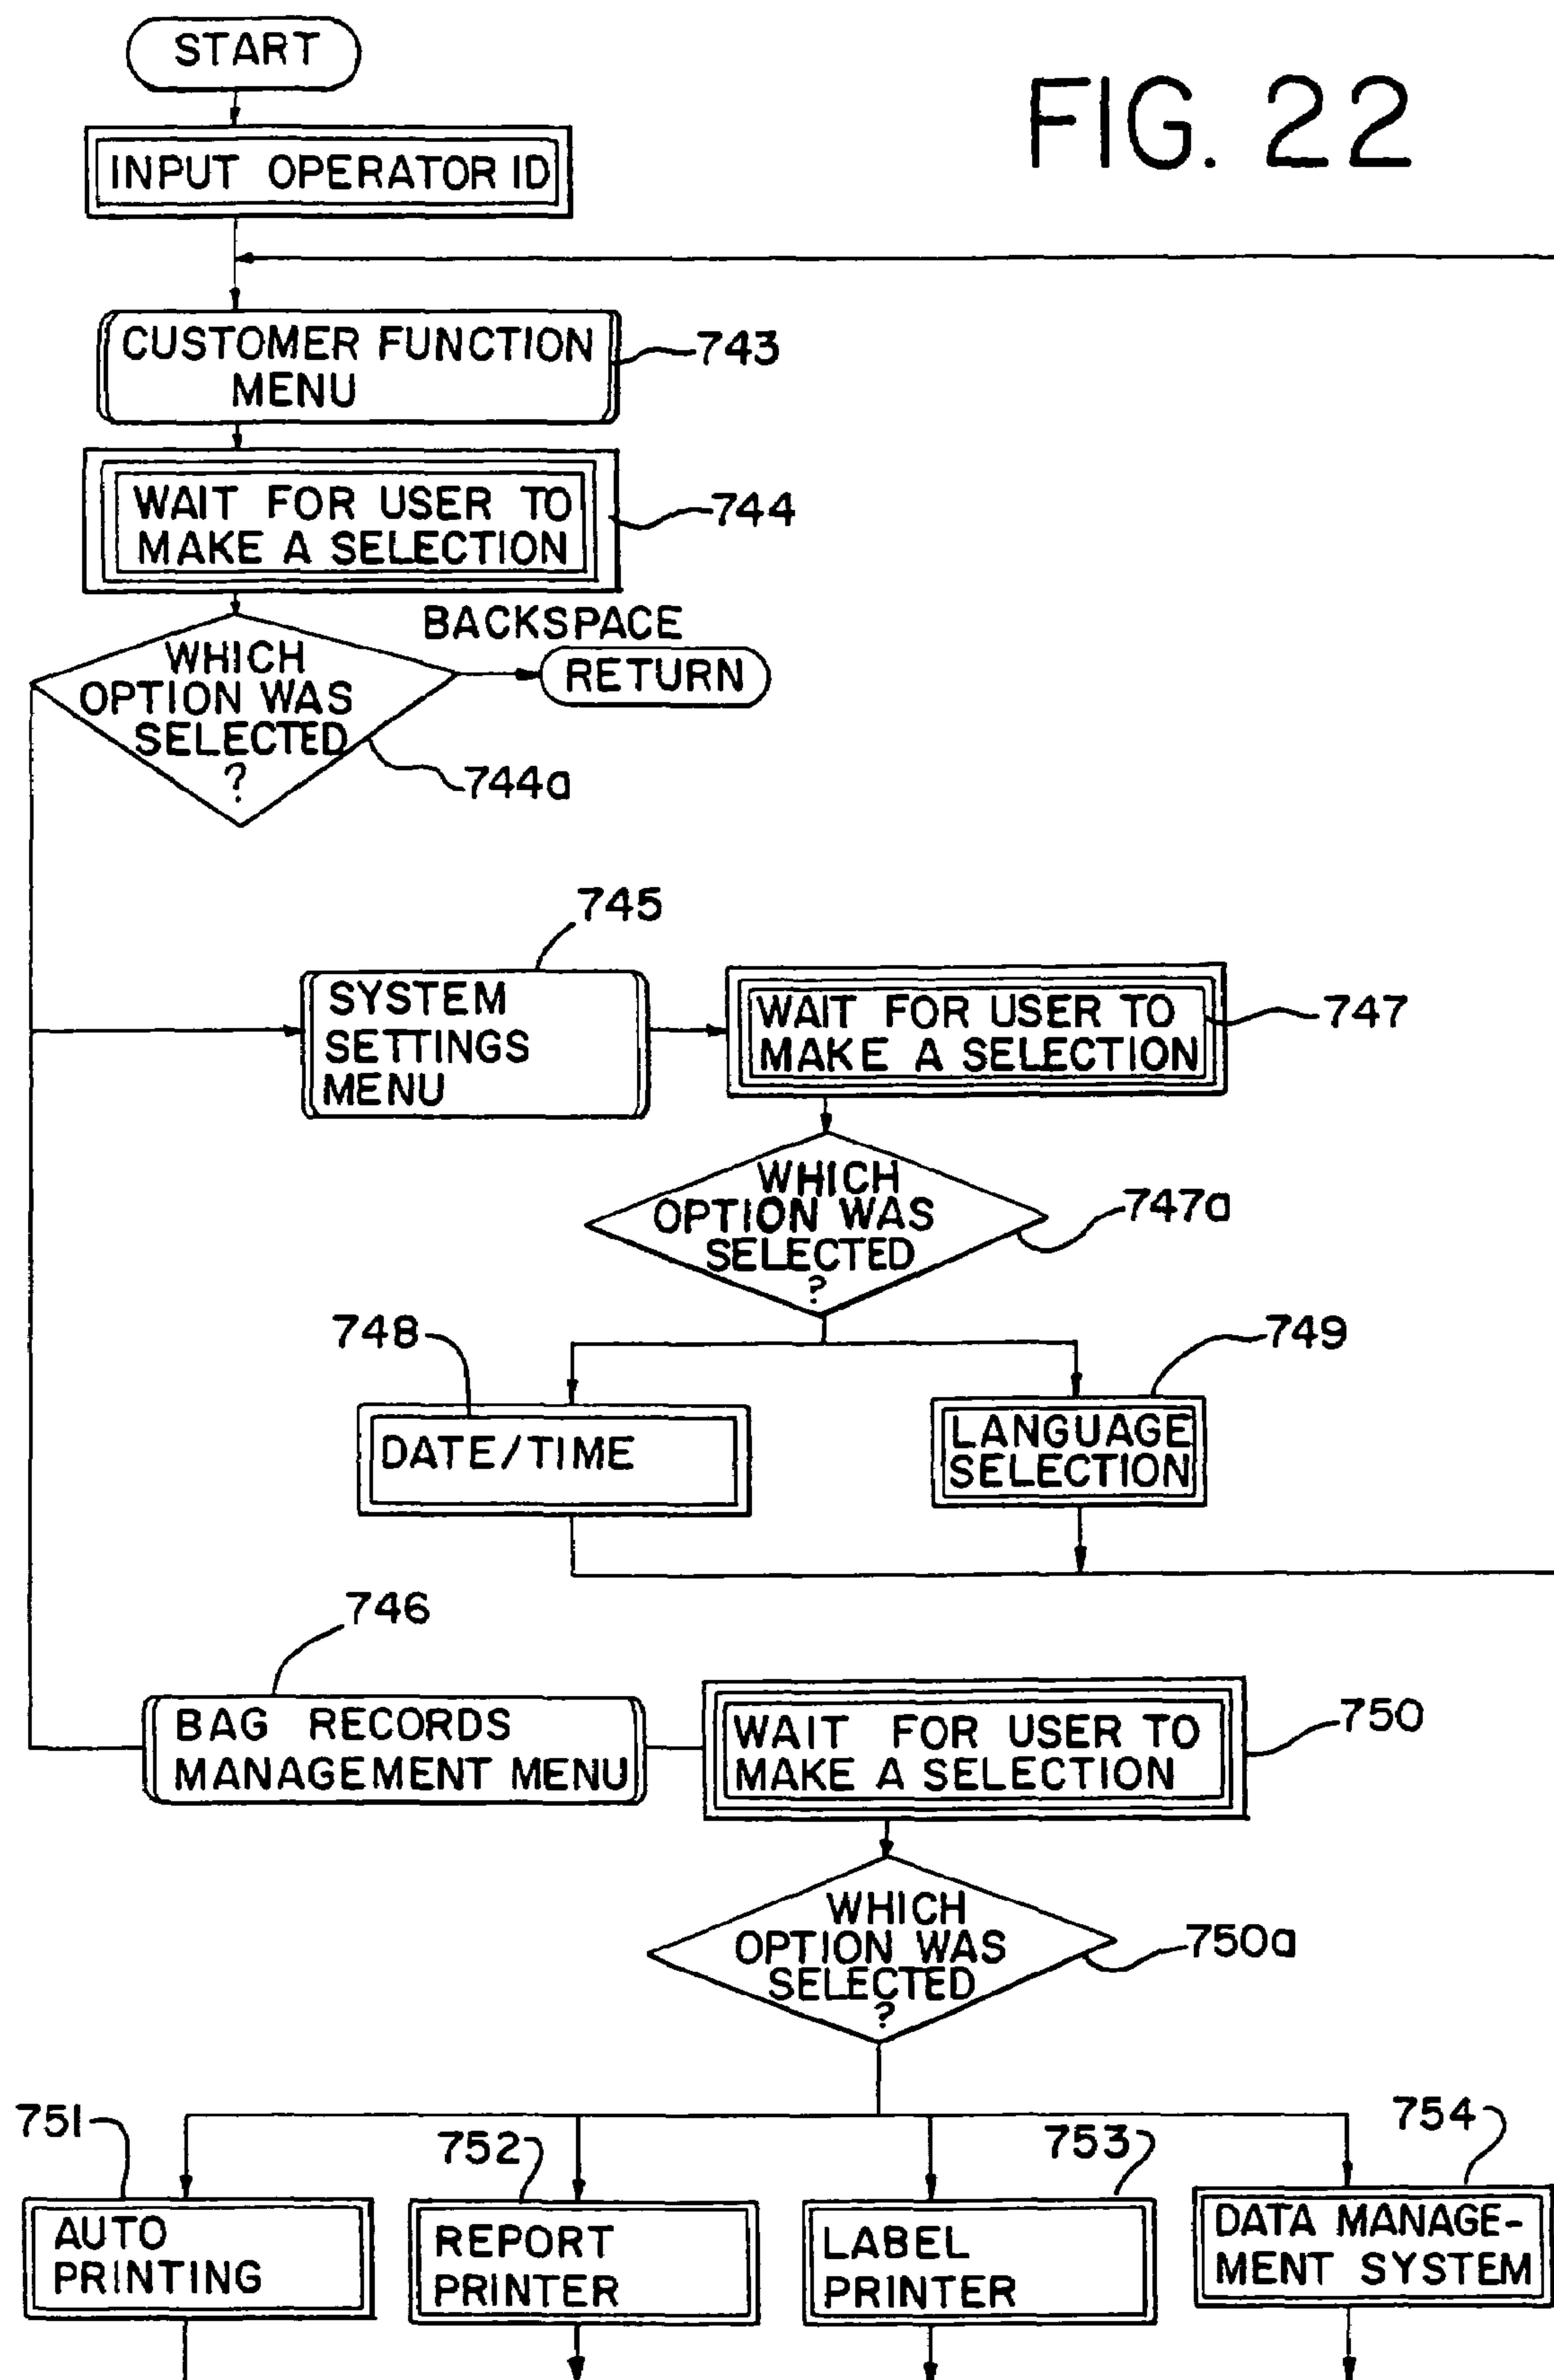 START
FIG. 22
INPUT OPERATOR ID
CUSTOMER FUNCTION
MENU
743
WAIT FOR USER TO
MAKE A SELECTION
744
BACKSPACE
WHICH
OPTION WAS
SELECTED
?
RETURN
744a
745
SYSTEM
SETTINGS
MENU
WAIT FOR USER TO
MAKE A SELECTION
747
WHICH
OPTION WAS
SELECTED
?
747a
748
749
DATE/TIME
LANGUAGE
SELECTION
746
BAG RECORDS
MANAGEMENT MENU
WAIT FOR USER TO
MAKE A SELECTION
750
WHICH
OPTION WAS
SELECTED
?
750a
751
752
753
754
AUTO
PRINTING
REPORT
PRINTER
LABEL
PRINTER
DATA MANAGE-
MENT SYSTEM